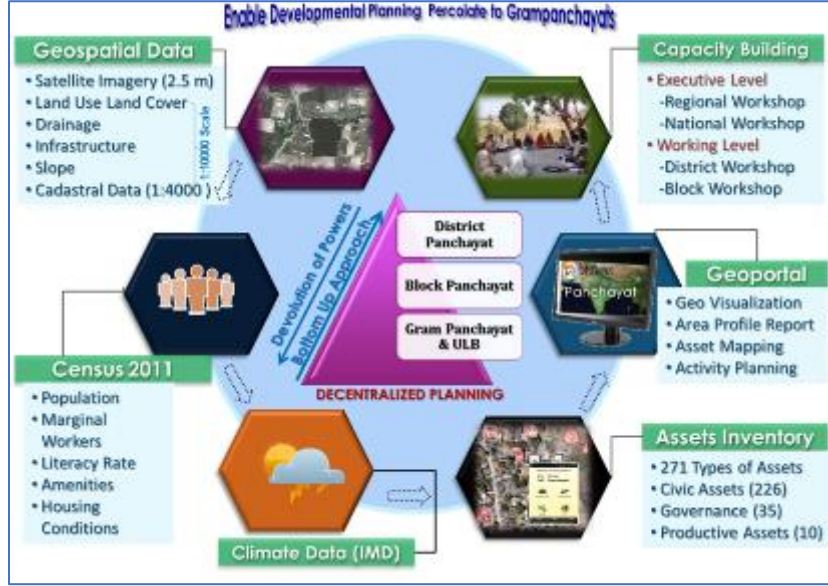 Enable Developmental Planning Percolate to Grampanchayats
Geospatial Data
• Satellite Imagery (2.5 m)
• Land Use Land Cover
• Drainage
• Infrastructure
• Slope
• Cadastral Data (1:4000 )
1:10000 Scale
Capacity Building
• Executive Level
-Regional Workshop
-National Workshop
• Working Level
-District Workshop
-Block Workshop
Devolution of Powers
Bottom Up Approach
District
Panchayat
Block Panchayat
Gram Panchayat
& ULB
DECENTRALIZED PLANNING
Panchayat
Geoportal
• Geo Visualization
• Area Profile Report
• Asset Mapping
• Activity Planning
Census 2011
• Population
• Marginal
Workers
• Literacy Rate
• Amenities
• Housing
Conditions
Climate Data (IMD)
Assets Inventory
• 271 Types of Assets
• Civic Assets (226)
• Governance (35)
• Productive Assets (10)